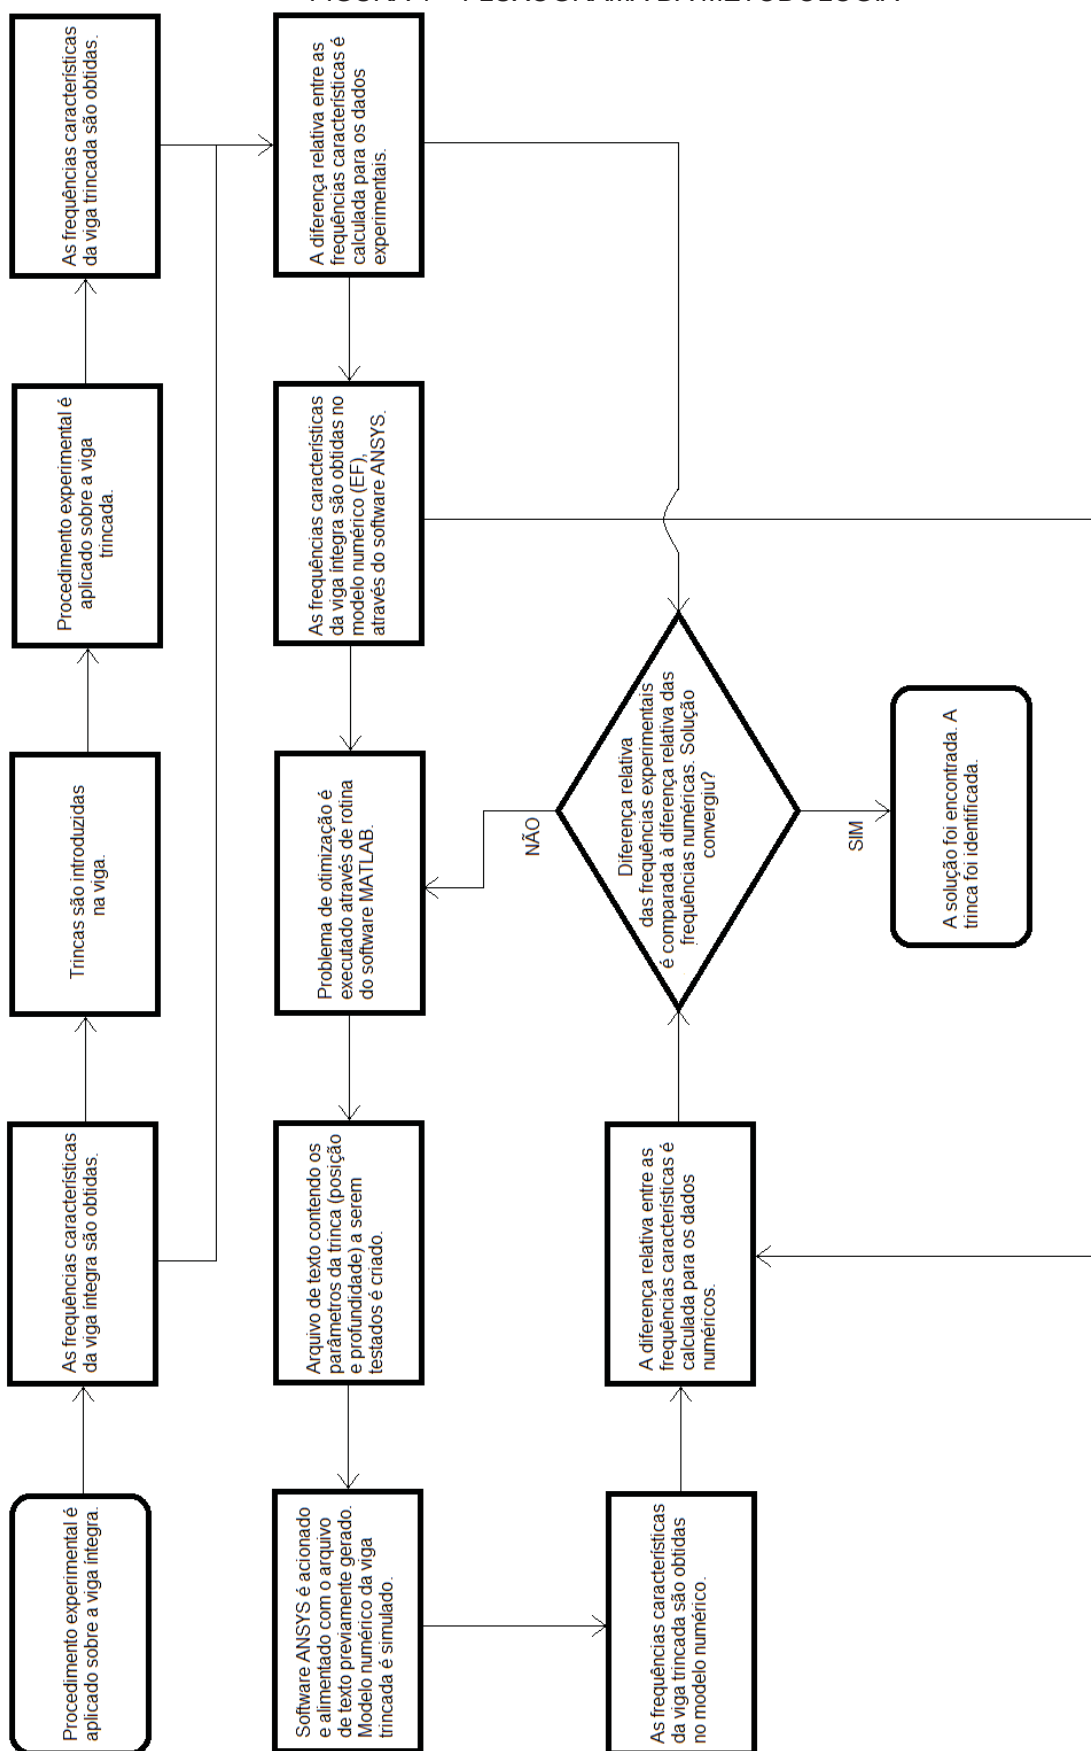 FIGURA – FLUXOGRAMA DA METODOLOGIA
Procedimento experimental é
aplicado sobre a viga íntegra.
As frequências características
da viga íntegra são obtidas.
Trincas são introduzidas
na viga.
Procedimento experimental é
aplicado sobre a viga
trincada.
As frequências características
da viga trincada são obtidas.
A diferença relativa entre as
frequências características é
calculada para os dados
experimentais.
As frequências características
da viga íntegra são obtidas no
modelo numérico (EF),
através do software ANSYS.
Problema de otimização é
executado através de rotina
do software MATLAB.
Arquivo de texto contendo os
parâmetros da trinca (posição
e profundidade) a serem
testados é criado.
Software ANSYS é acionado
e alimentado com o arquivo
de texto previamente gerado.
Modelo numérico da viga
trincada é simulado.
As frequências características
da viga trincada são obtidas
no modelo numérico.
A diferença relativa entre as
frequências características é
calculada para os dados
numéricos.
Diferença relativa
das frequências experimentais
é comparada à diferença relativa das
frequências numéricas. Solução
convergiu?
NÃO
SIM
A solução foi encontrada. A
trinca foi identificada.